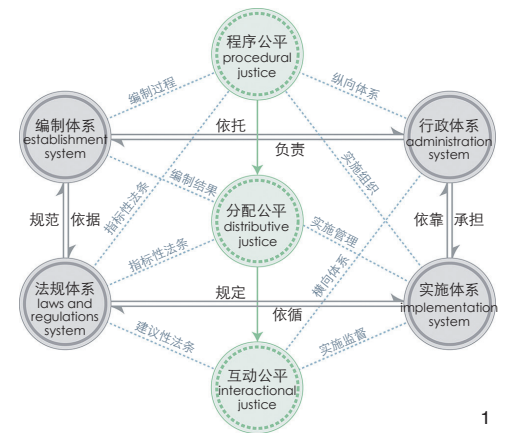 程序公平
procedural
justice
编制过程
纵向体系
编制体系
establishment
system
依托
负责
行政体系
administration
system
指标性法条
编制结果
实施组织
分配公平
distributive
justice
规范
依据
依靠
承担
指标性法条
实施管理
横向体系
法规体系
laws and
regulations
system
规定
依循
实施体系
implementation
system
建议性法条
实施监督
互动公平
interactional
justice
1